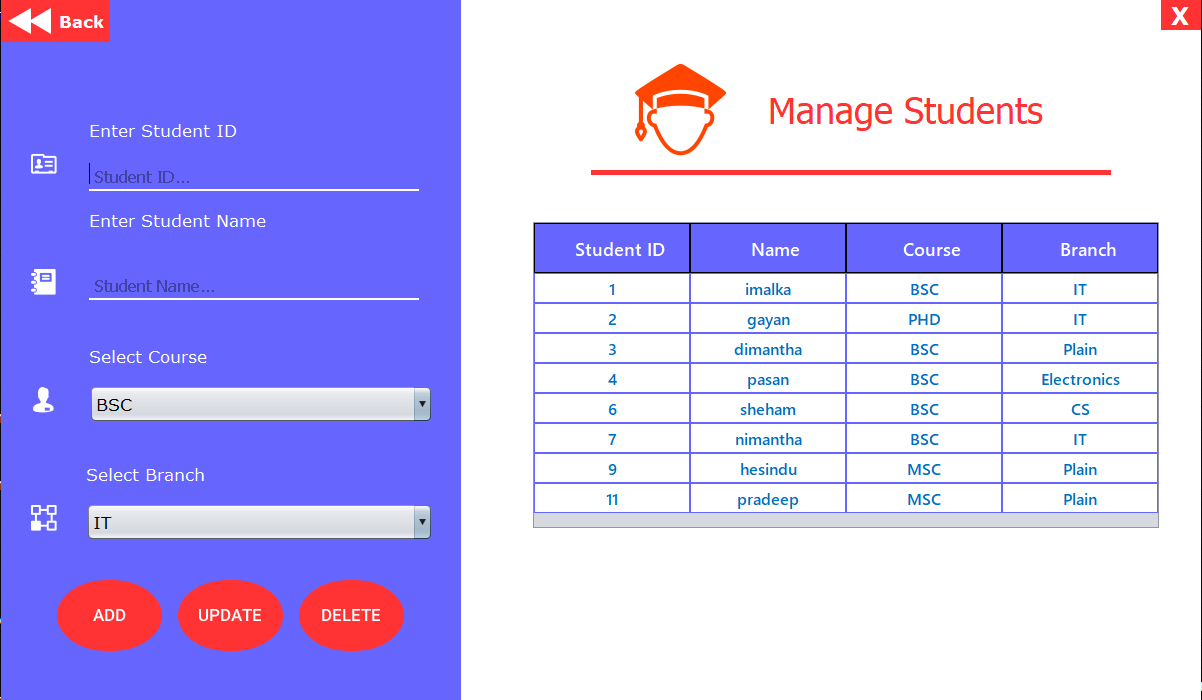 Back
X
Enter Student ID
Student ID...
Enter Student Name
Student Name...
Select Course
BSC
Select Branch
IT
ADD UPDATE DELETE
Manage Students
Student ID Name Course Branch
1 imalka BSC IT
2 gayan PHD IT
3 dimantha BSC Plain
4 pasan BSC Electronics
6 sheham BSC CS
7 nimantha BSC IT
9 hesindu MSC Plain
11 pradeep MSC Plain